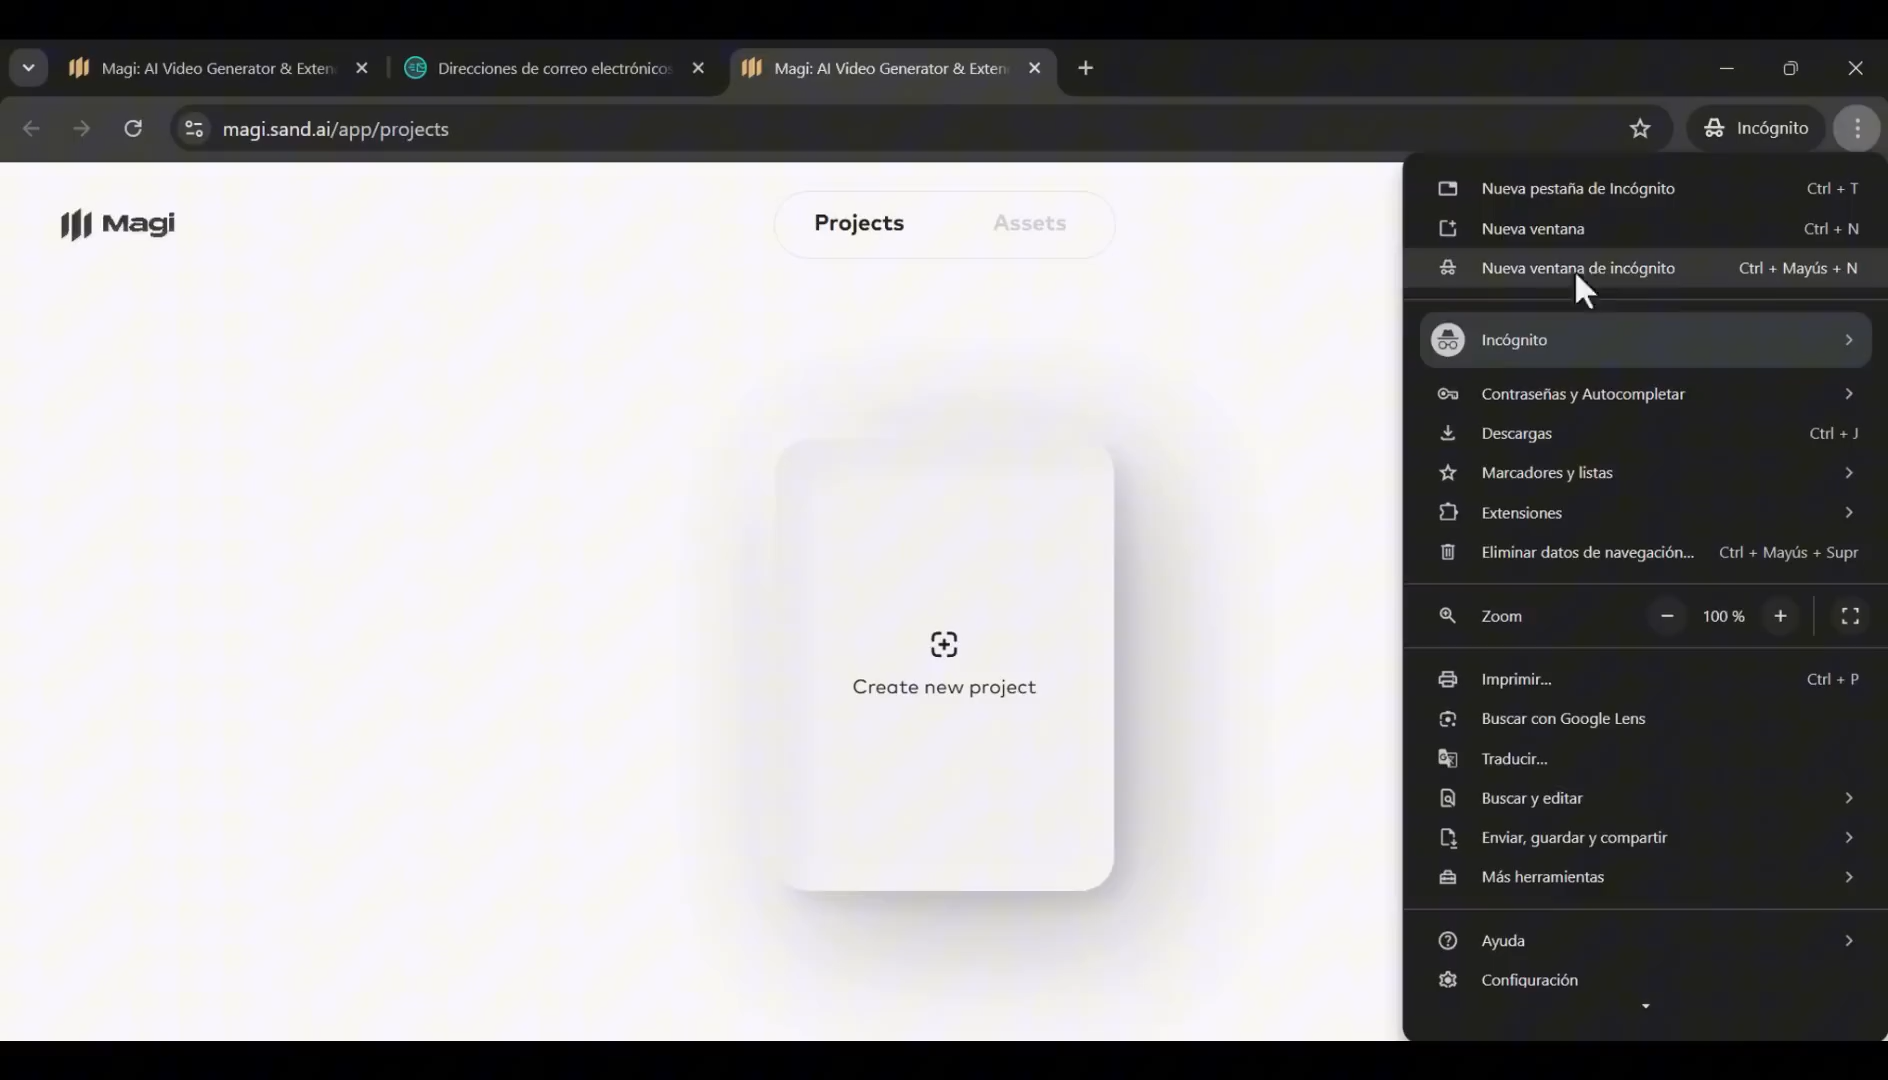 Magi: AI Video Generator & Exten
Direcciones de correo electrónico
Magi: AI Video Generator & Exten
magi.sand.ai/app/projects
Incógnito
Magi
Projects
Assets
Create new project
Nueva pestaña de Incógnito Ctrl + T
Nueva ventana Ctrl + N
Nueva ventana de incógnito Ctrl + Mayús + N
Incógnito
Contraseñas y Autocompletar
Descargas Ctrl + J
Marcadores y listas
Extensiones
Eliminar datos de navegación... Ctrl + Mayús + Supr
Zoom − 100 % +
Imprimir... Ctrl + P
Buscar con Google Lens
Traducir...
Buscar y editar
Enviar, guardar y compartir
Más herramientas
Ayuda
Configuración